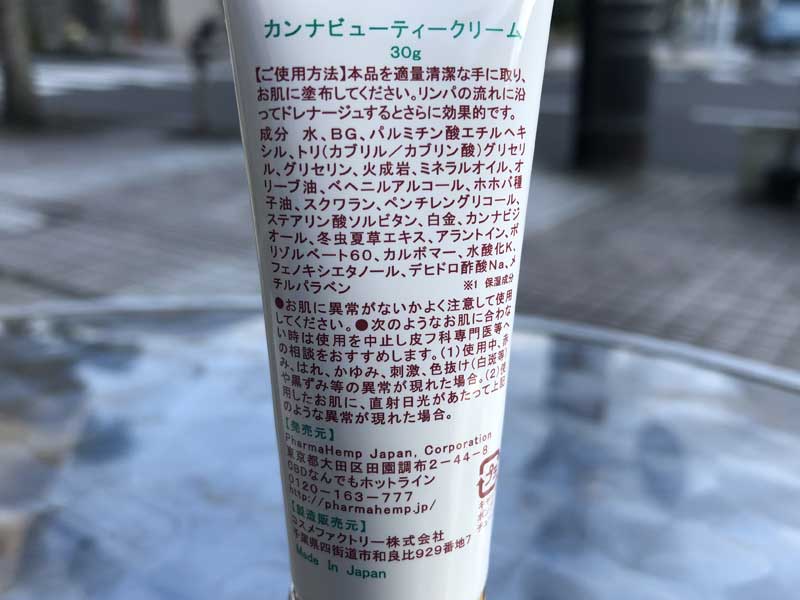 カンナビューティークリーム
30g
【ご使用方法】本品を適量清潔な手に取り、
お肌に塗布してください。リンパの流れに沿
ってドレナージュするとさらに効果的です。
成分 水、BG、パルミチン酸エチルヘキ
シル、トリ(カプリル/カプリン酸)グリセリ
ル、グリセリン、火成岩、ミネラルオイル、オ
リーブ油、ベヘニルアルコール、ホホバ種
子油、スクワラン、ペンチレングリコール、
ステアリン酸ソルビタン、白金、カンナビジ
オール、冬虫夏草エキス、アラントイン、ポ
リソルベート60、カルボマー、水酸化K、
フェノキシエタノール、デヒドロ酢酸Na、メ
チルパラベン ※1 保湿成分
●お肌に異常がないかよく注意して使用
してください。●次のようなお肌に合わな
い時は使用を中止し皮フ科専門医等へ
の相談をおすすめします。(1)使用中、赤
み、はれ、かゆみ、刺激、色抜け(白斑等)
や黒ずみ等の異常が現れた場合。(2)使
用したお肌に、直射日光があたって上記
のような異常が現れた場合。
【発売元】
PharmaHemp Japan, Corporation
東京都大田区田園調布2-44-8
CBDなんでもホットライン
0120-163-777
http://pharmahemp.jp/
【製造販売元】
コスメファクトリー株式会社
千葉県四街道市和良比929番地7
Made In Japan
プ